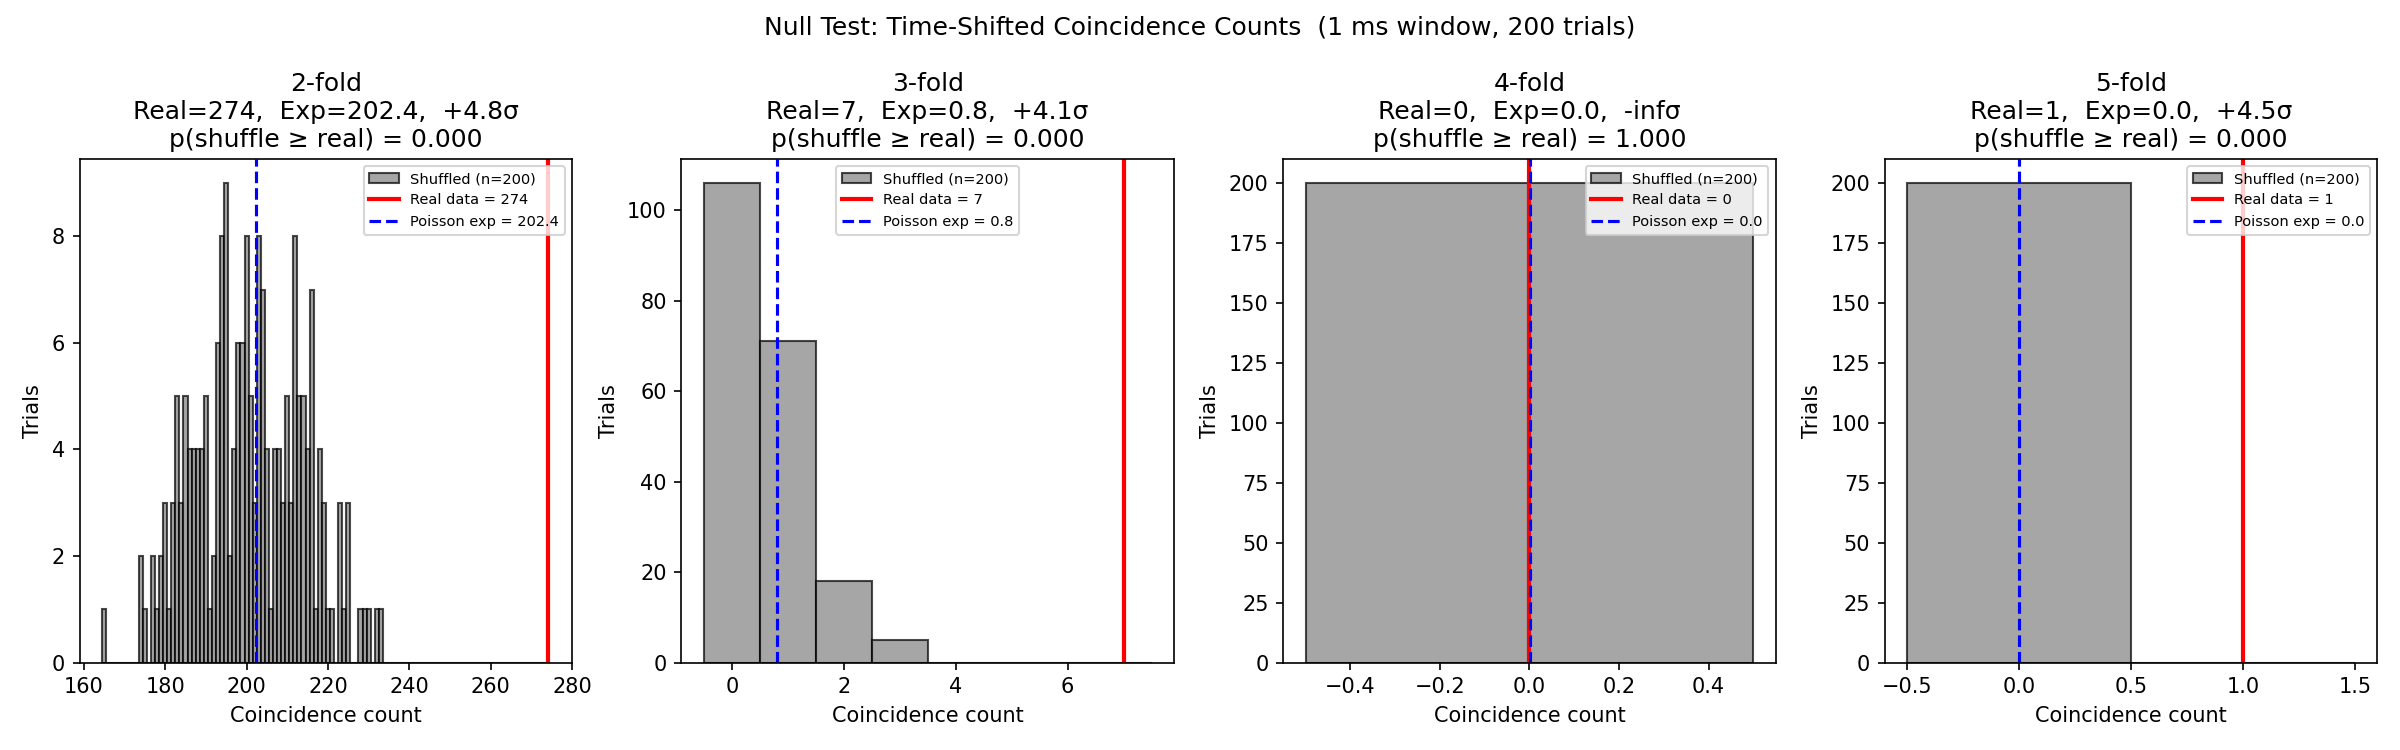 Null Test: Time-Shifted Coincidence Counts  (1 ms window, 200 trials)
2-fold
Real=274,  Exp=202.4,  +4.8σ
p(shuffle ≥ real) = 0.000
Shuffled (n=200)
Real data = 274
Poisson exp = 202.4
8
6
4
2
0
Trials
160 180 200 220 240 260 280
Coincidence count
3-fold
Real=7,  Exp=0.8,  +4.1σ
p(shuffle ≥ real) = 0.000
Shuffled (n=200)
Real data = 7
Poisson exp = 0.8
100
80
60
40
20
0
Trials
0 2 4 6
Coincidence count
4-fold
Real=0,  Exp=0.0,  -infσ
p(shuffle ≥ real) = 1.000
Shuffled (n=200)
Real data = 0
Poisson exp = 0.0
200
175
150
125
100
75
50
25
0
Trials
−0.4 −0.2 0.0 0.2 0.4
Coincidence count
5-fold
Real=1,  Exp=0.0,  +4.5σ
p(shuffle ≥ real) = 0.000
Shuffled (n=200)
Real data = 1
Poisson exp = 0.0
200
175
150
125
100
75
50
25
0
Trials
−0.5 0.0 0.5 1.0 1.5
Coincidence count